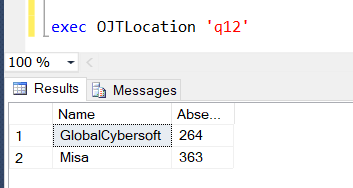 exec OJTLocation 'q12'
100 %
Results Messages
Name Abse...
1 GlobalCybersoft 264
2 Misa 363